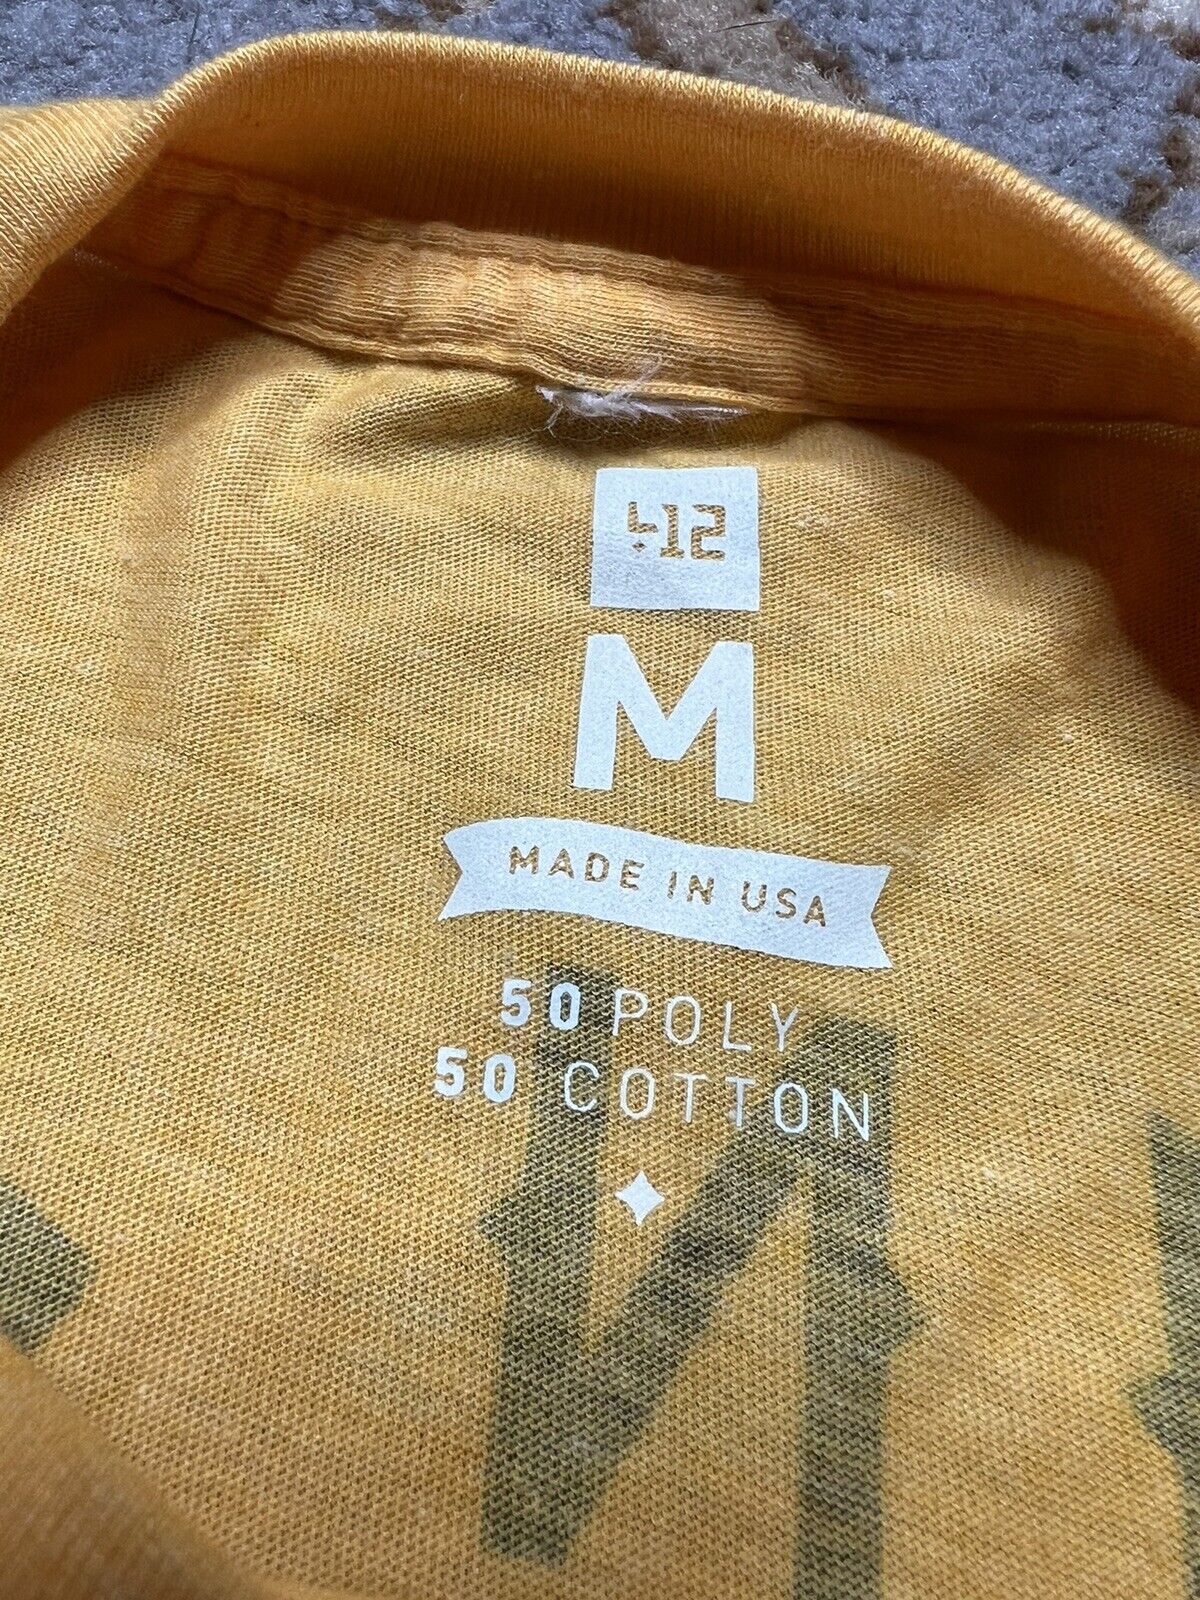 412
M
MADE IN USA
50 POLY
50 COTTON